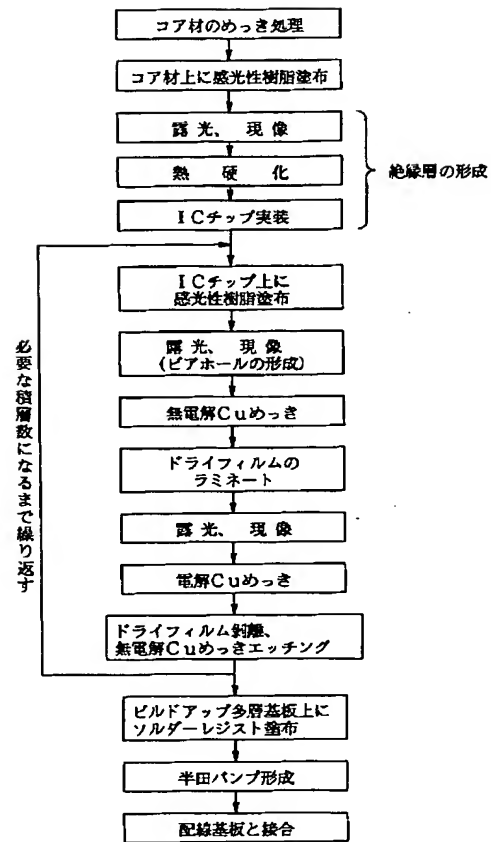 コア材のめっき処理
コア材上に感光性樹脂塗布
露光、 現像
熱 硬 化
ICチップ実装
絶縁層の形成
ICチップ上に
感光性樹脂塗布
露光、 現像
(ビアホールの形成)
無電解Cuめっき
ドライフィルムの
ラミネート
露光、 現像
電解Cuめっき
ドライフィルム剥離、
無電解Cuめっきエッチング
必要な積層数になるまで繰り返す
ビルドアップ多層基板上に
ソルダーレジスト塗布
半田バンプ形成
配線基板と接合